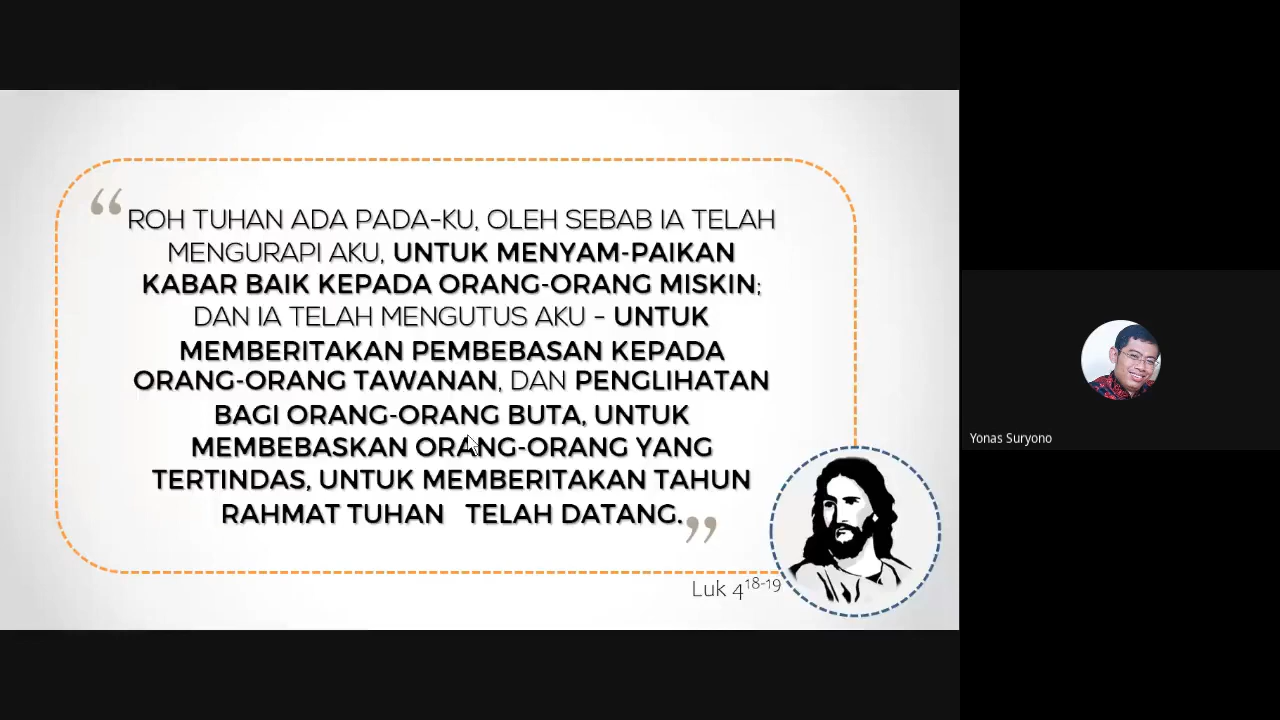 “ ROH TUHAN ADA PADA-KU, OLEH SEBAB IA TELAH
MENGURAPI AKU, UNTUK MENYAM-PAIKAN
KABAR BAIK KEPADA ORANG-ORANG MISKIN;
DAN IA TELAH MENGUTUS AKU - UNTUK
MEMBERITAKAN PEMBEBASAN KEPADA
ORANG-ORANG TAWANAN, DAN PENGLIHATAN
BAGI ORANG-ORANG BUTA, UNTUK
MEMBEBASKAN ORANG-ORANG YANG
TERTINDAS, UNTUK MEMBERITAKAN TAHUN
RAHMAT TUHAN TELAH DATANG. ”
Luk 4 18-19
Yonas Suryono